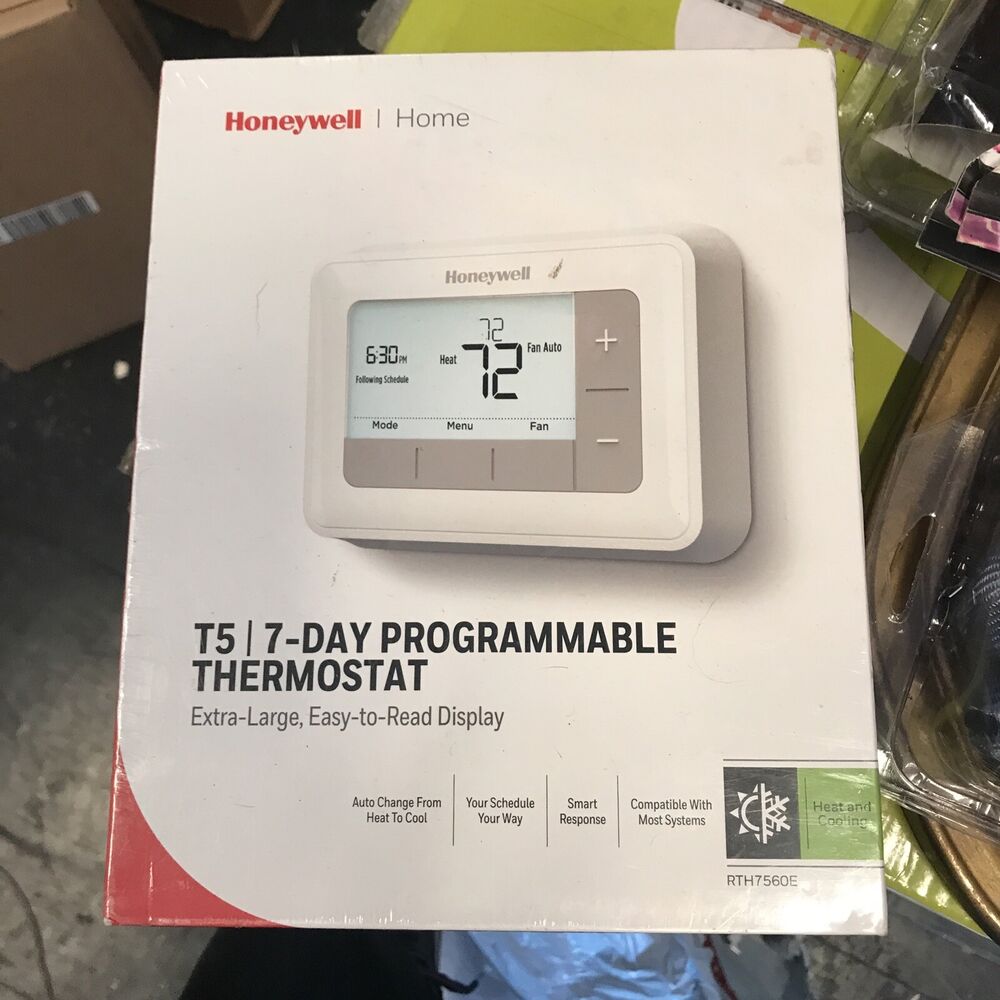 Honeywell | Home
Honeywell
72
6:30 PM
Heat 72 Fan Auto
Following Schedule
Mode Menu Fan
+
−
T5 | 7-DAY PROGRAMMABLE
THERMOSTAT
Extra-Large, Easy-to-Read Display
Auto Change From
Heat To Cool
Your Schedule
Your Way
Smart
Response
Compatible With
Most Systems
Heat and
Cooling
RTH7560E